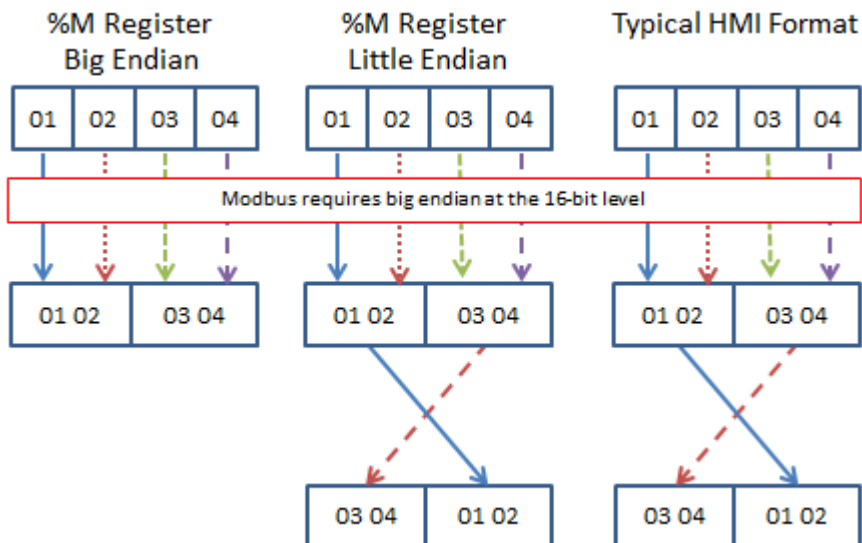 %M Register
Big Endian
%M Register
Little Endian
Typical HMI Format
01 02 03 04
01 02 03 04
01 02 03 04
Modbus requires big endian at the 16-bit level
01 02 03 04
01 02 03 04
01 02 03 04
03 04 01 02
03 04 01 02